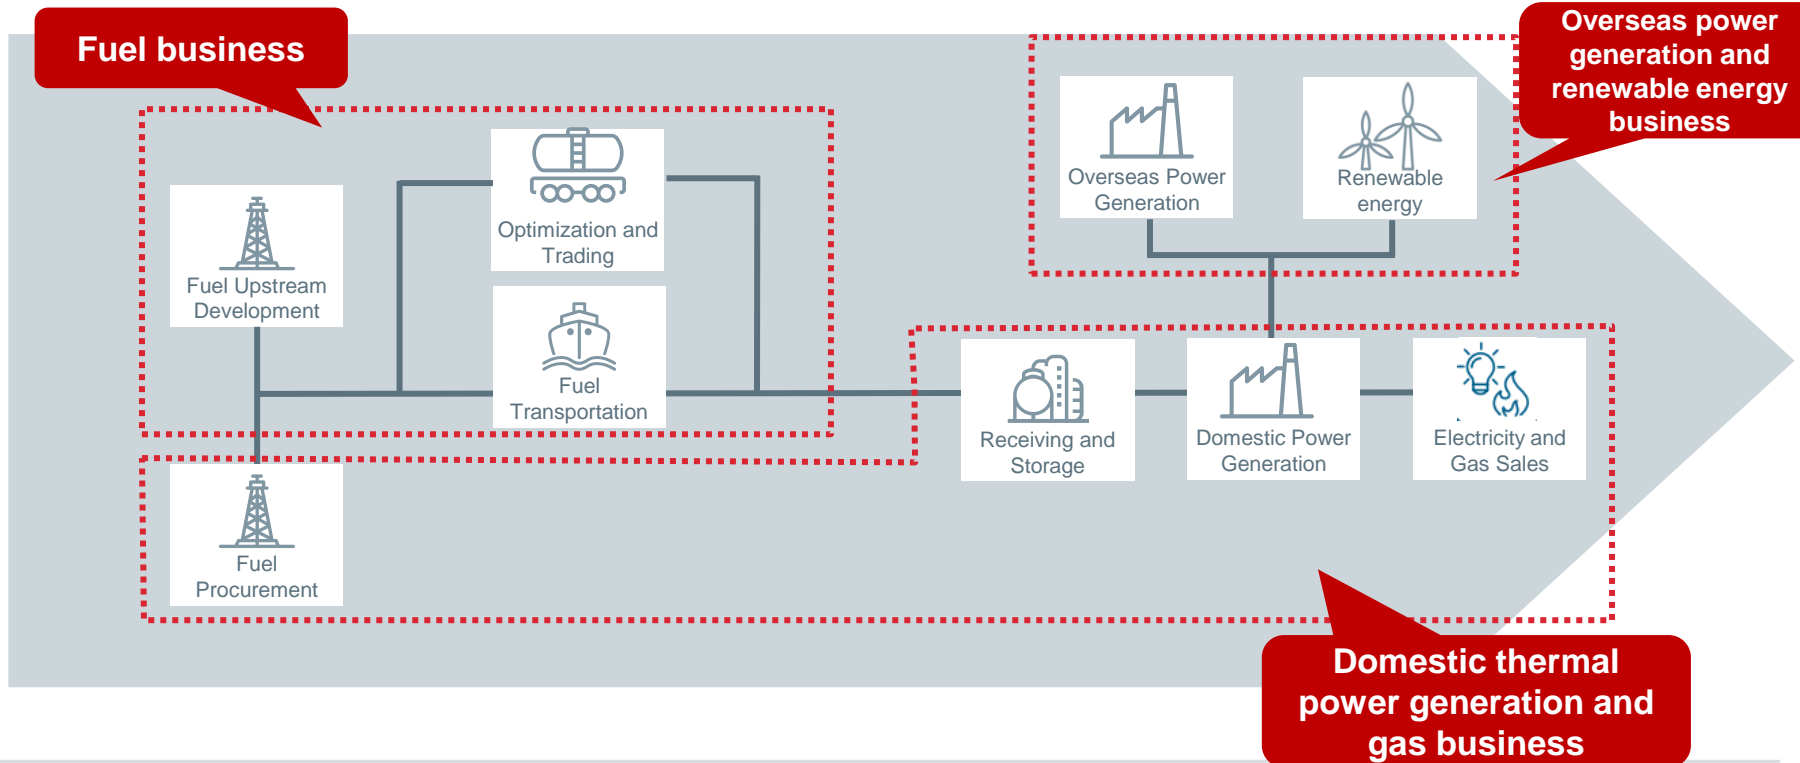 Fuel business
Overseas power
generation and
renewable energy
business
Overseas Power
Generation
Renewable
energy
Optimization and
Trading
Fuel Upstream
Development
Fuel
Transportation
Receiving and
Storage
Domestic Power
Generation
Electricity and
Gas Sales
Fuel
Procurement
Domestic thermal
power generation and
gas business